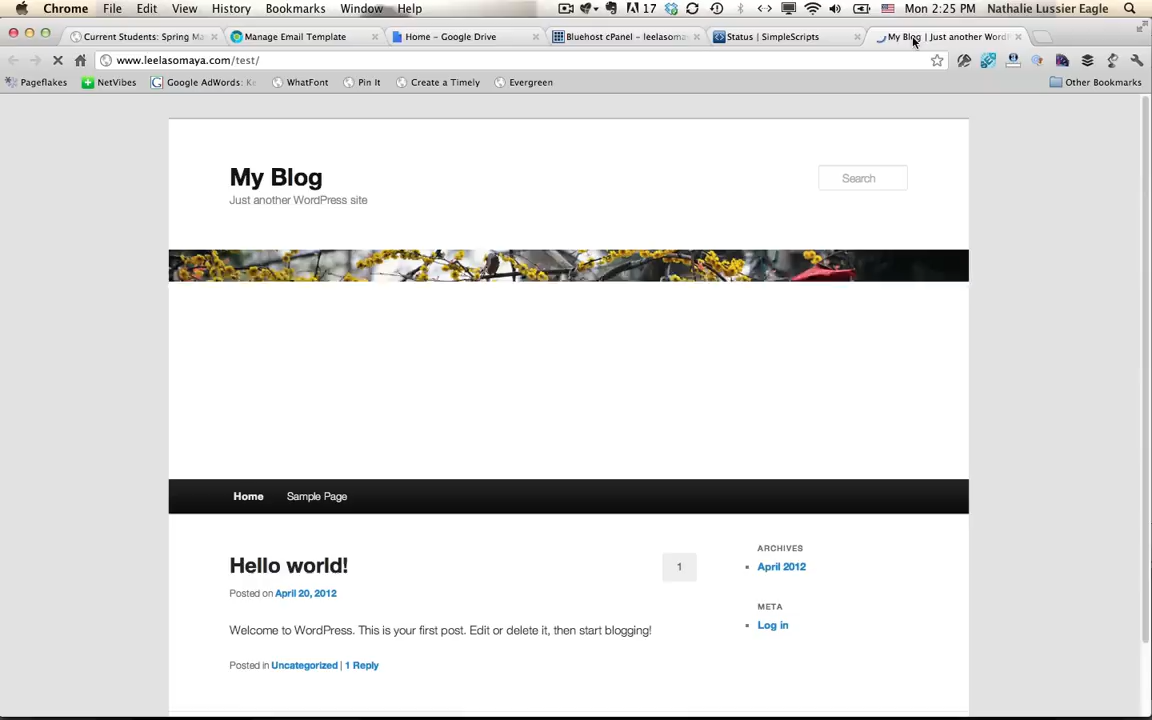 Chrome File Edit View History Bookmarks Window Help 17 Mon 2:25 PM Nathalie Lussier Eagle
Current Students: Spring Ma Manage Email Template Home – Google Drive Bluehost cPanel – leelasoma Status | SimpleScripts My Blog | Just another Word
www.leelasomaya.com/test/
Pageflakes NetVibes Google AdWords: Ke WhatFont Pin It Create a Timely Evergreen Other Bookmarks
My Blog
Search
Just another WordPress site
Home Sample Page
Hello world!
1
Posted on April 20, 2012
Welcome to WordPress. This is your first post. Edit or delete it, then start blogging!
Posted in Uncategorized | 1 Reply
ARCHIVES
April 2012
META
Log in